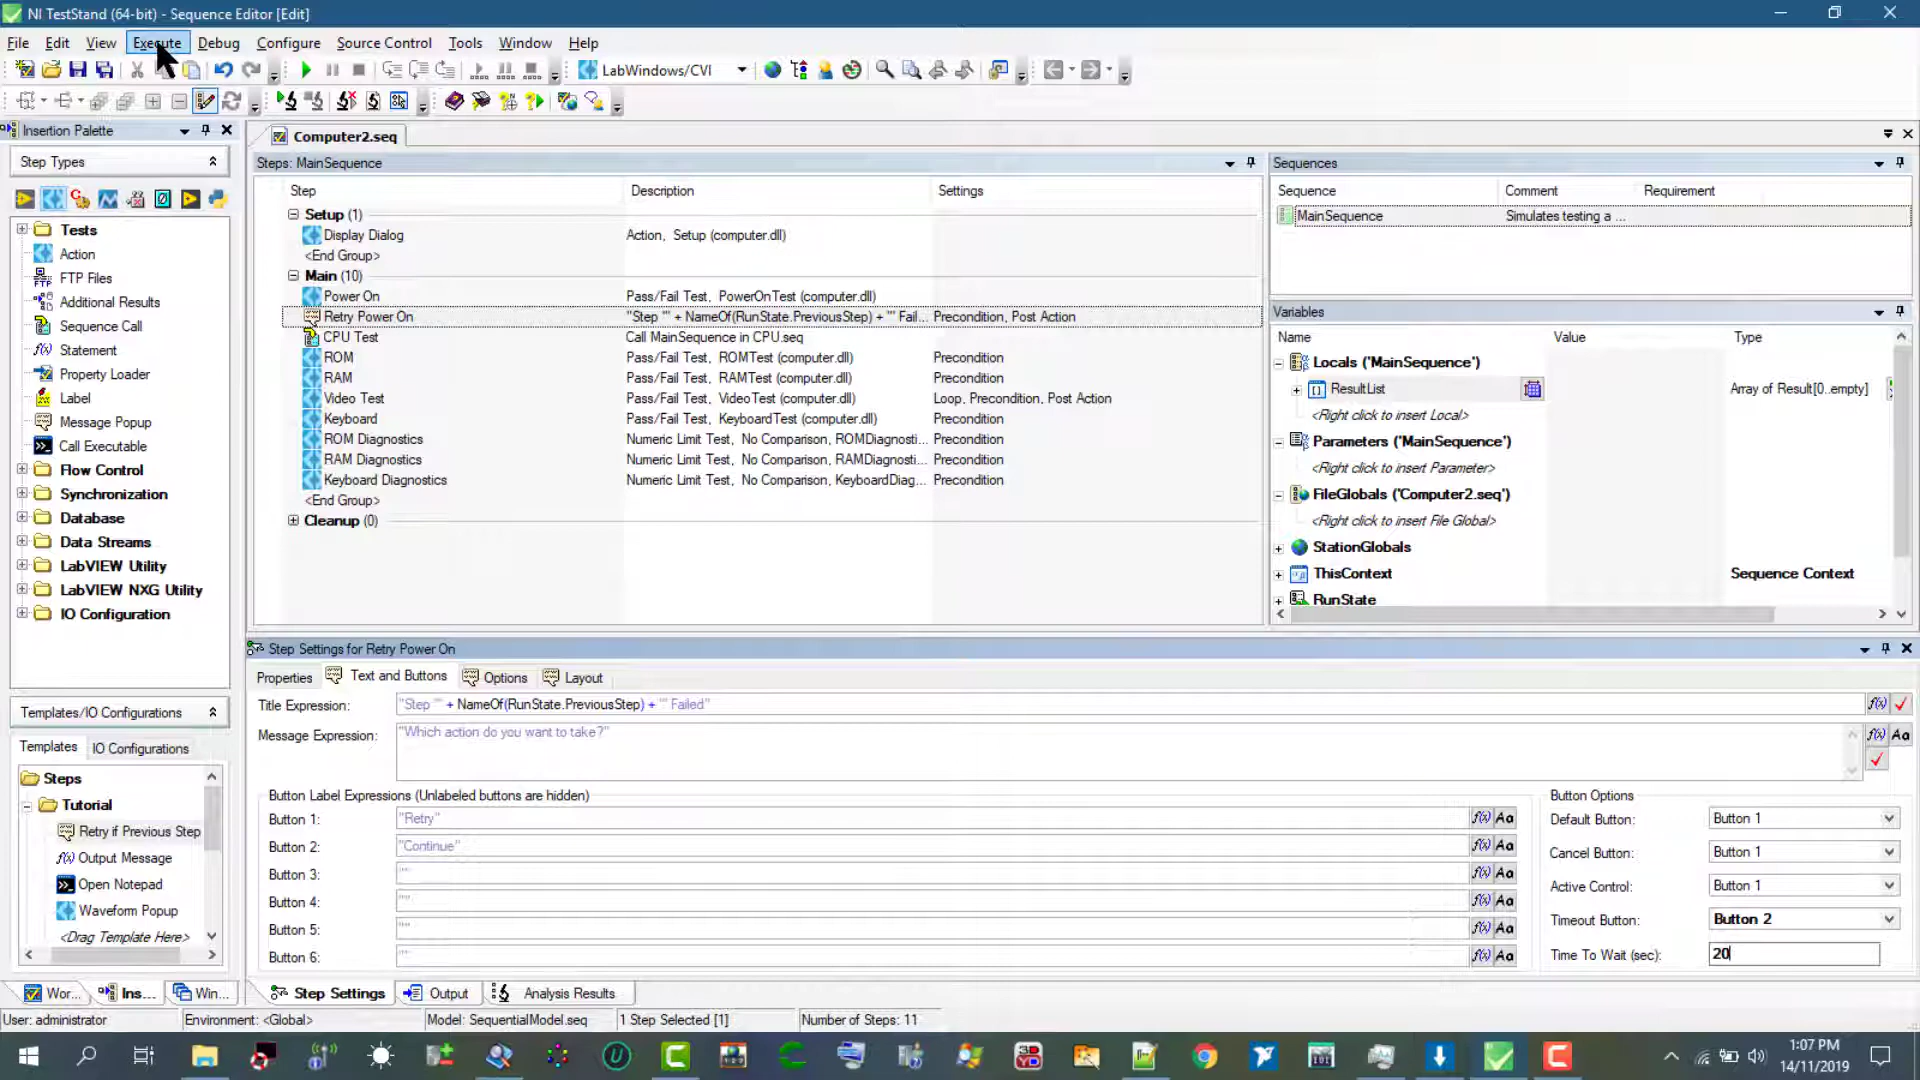 NI TestStand (64-bit) - Sequence Editor [Edit]
File Edit View Execute Debug Configure Source Control Tools Window Help
LabWindows/CVI
Insertion Palette
Step Types
Tests
Action
FTP Files
Additional Results
Sequence Call
Statement
Property Loader
Label
Message Popup
Call Executable
Flow Control
Synchronization
Database
Data Streams
LabVIEW Utility
LabVIEW NXG Utility
IO Configuration
Templates/IO Configurations
Templates IO Configurations
Steps
Tutorial
Retry if Previous Step
Output Message
Open Notepad
Waveform Popup
<Drag Template Here>
Wor... Ins... Win...
Computer2.seq
Steps: MainSequence
Step Description Settings
Setup (1)
Display Dialog Action, Setup (computer.dll)
<End Group>
Main (10)
Power On Pass/Fail Test, PowerOnTest (computer.dll)
Retry Power On "Step '" + NameOf(RunState.PreviousStep) + "' Fail... Precondition, Post Action
CPU Test Call MainSequence in CPU.seq
ROM Pass/Fail Test, ROMTest (computer.dll) Precondition
RAM Pass/Fail Test, RAMTest (computer.dll) Precondition
Video Test Pass/Fail Test, VideoTest (computer.dll) Loop, Precondition, Post Action
Keyboard Pass/Fail Test, KeyboardTest (computer.dll) Precondition
ROM Diagnostics Numeric Limit Test, No Comparison, ROMDiagnosti... Precondition
RAM Diagnostics Numeric Limit Test, No Comparison, RAMDiagnosti... Precondition
Keyboard Diagnostics Numeric Limit Test, No Comparison, KeyboardDiag... Precondition
<End Group>
Cleanup (0)
Sequences
Sequence Comment Requirement
MainSequence Simulates testing a ...
Variables
Name Value Type
Locals ('MainSequence')
ResultList Array of Result[0..empty]
<Right click to insert Local>
Parameters ('MainSequence')
<Right click to insert Parameter>
FileGlobals ('Computer2.seq')
<Right click to insert File Global>
StationGlobals
ThisContext Sequence Context
RunState
Step Settings for Retry Power On
Properties Text and Buttons Options Layout
Title Expression: "Step '" + NameOf(RunState.PreviousStep) + "' Failed"
Message Expression: "Which action do you want to take?"
Button Label Expressions (Unlabeled buttons are hidden)
Button 1: "Retry"
Button 2: "Continue"
Button 3: ""
Button 4: ""
Button 5: ""
Button 6: ""
Button Options
Default Button: Button 1
Cancel Button: Button 1
Active Control: Button 1
Timeout Button: Button 2
Time To Wait (sec): 20
Step Settings Output Analysis Results
User: administrator Environment: <Global> Model: SequentialModel.seq 1 Step Selected [1] Number of Steps: 11
1:07 PM
14/11/2019